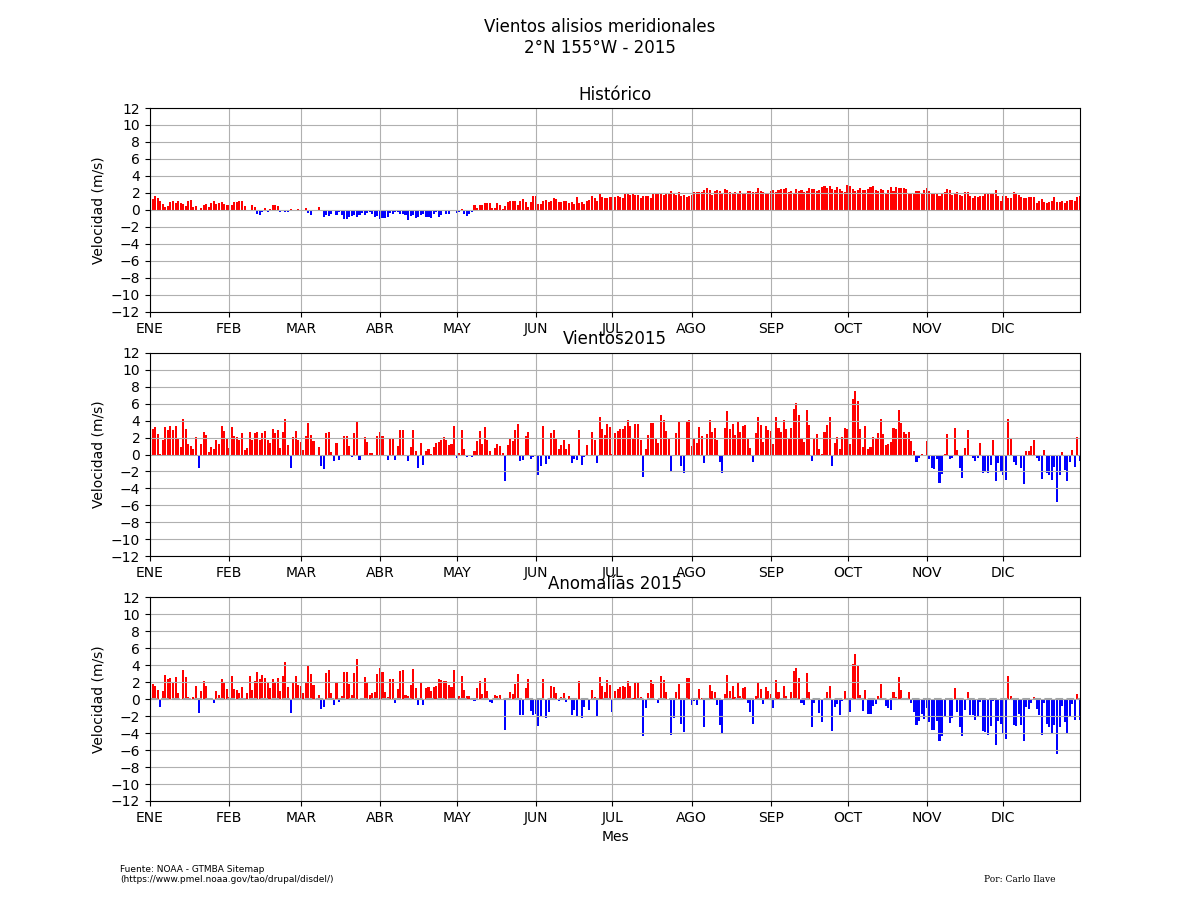 Vientos alisios meridionales
2°N 155°W - 2015
Histórico
12
10
8
6
4
2
0
−2
−4
−6
−8
−10
−12
Velocidad (m/s)
ENE FEB MAR ABR MAY JUN JUL AGO SEP OCT NOV DIC
Vientos2015
12
10
8
6
4
2
0
−2
−4
−6
−8
−10
−12
Velocidad (m/s)
ENE FEB MAR ABR MAY JUN JUL AGO SEP OCT NOV DIC
Anomalías 2015
12
10
8
6
4
2
0
−2
−4
−6
−8
−10
−12
Velocidad (m/s)
ENE FEB MAR ABR MAY JUN JUL AGO SEP OCT NOV DIC
Mes
Fuente: NOAA - GTMBA Sitemap
(https://www.pmel.noaa.gov/tao/drupal/disdel/)
Por: Carlo Ilave